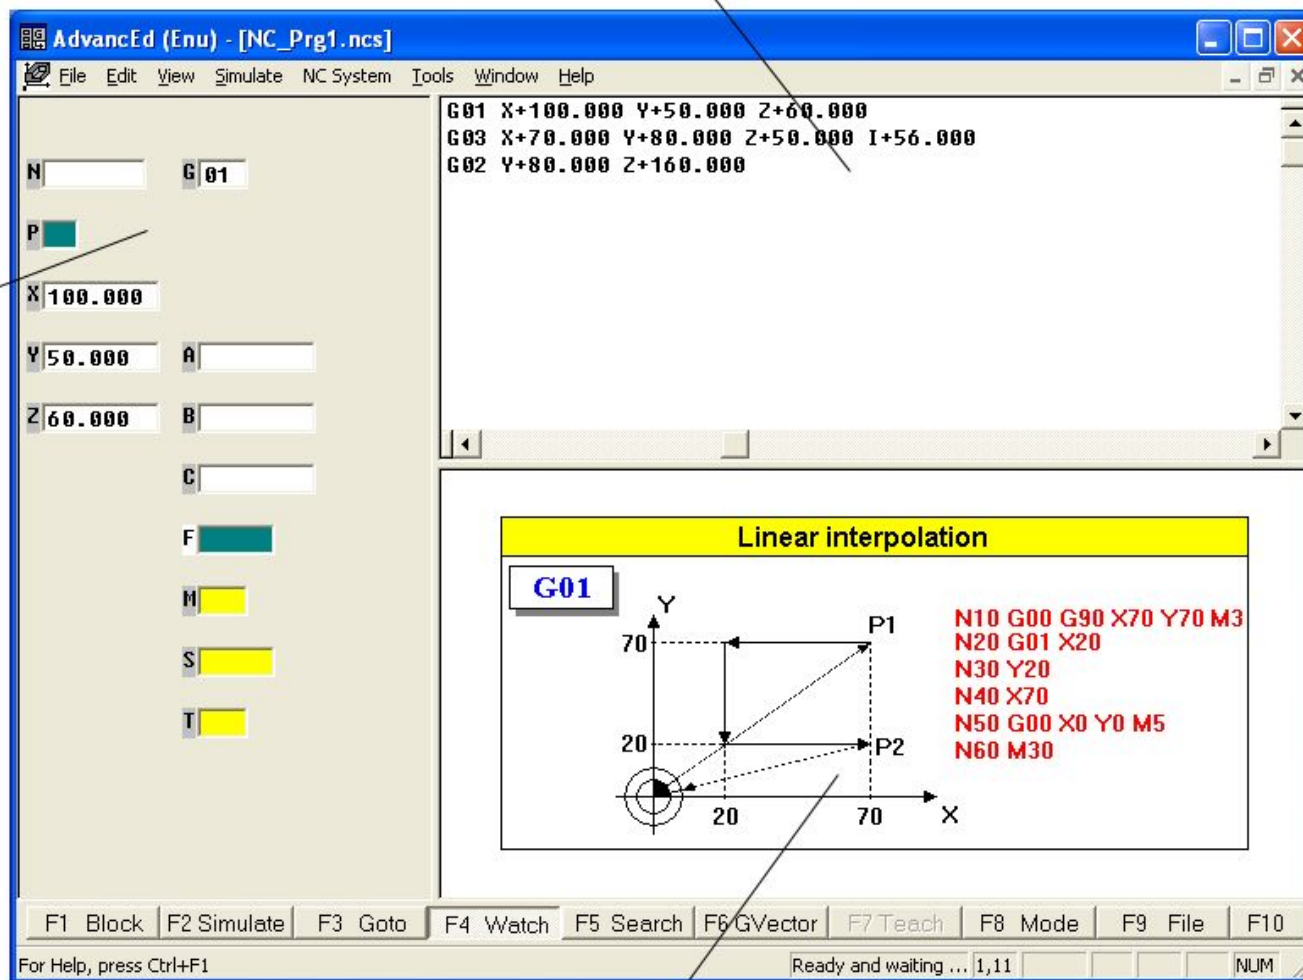 AdvancEd (Enu) - [NC_Prg1.ncs]
File Edit View Simulate NC System Tools Window Help
N G 01
P
X 100.000
Y 50.000 A
Z 60.000 B
C
F
M
S
T
G01 X+100.000 Y+50.000 Z+60.000
G03 X+70.000 Y+80.000 Z+50.000 I+56.000
G02 Y+80.000 Z+160.000
Linear interpolation
G01
Y
70
P1
20
P2
20 70 X
N10 G00 G90 X70 Y70 M3
N20 G01 X20
N30 Y20
N40 X70
N50 G00 X0 Y0 M5
N60 M30
F1 Block F2 Simulate F3 Goto F4 Watch F5 Search F6 GVector F7 Teach F8 Mode F9 File F10
For Help, press Ctrl+F1 Ready and waiting ... 1,11 NUM